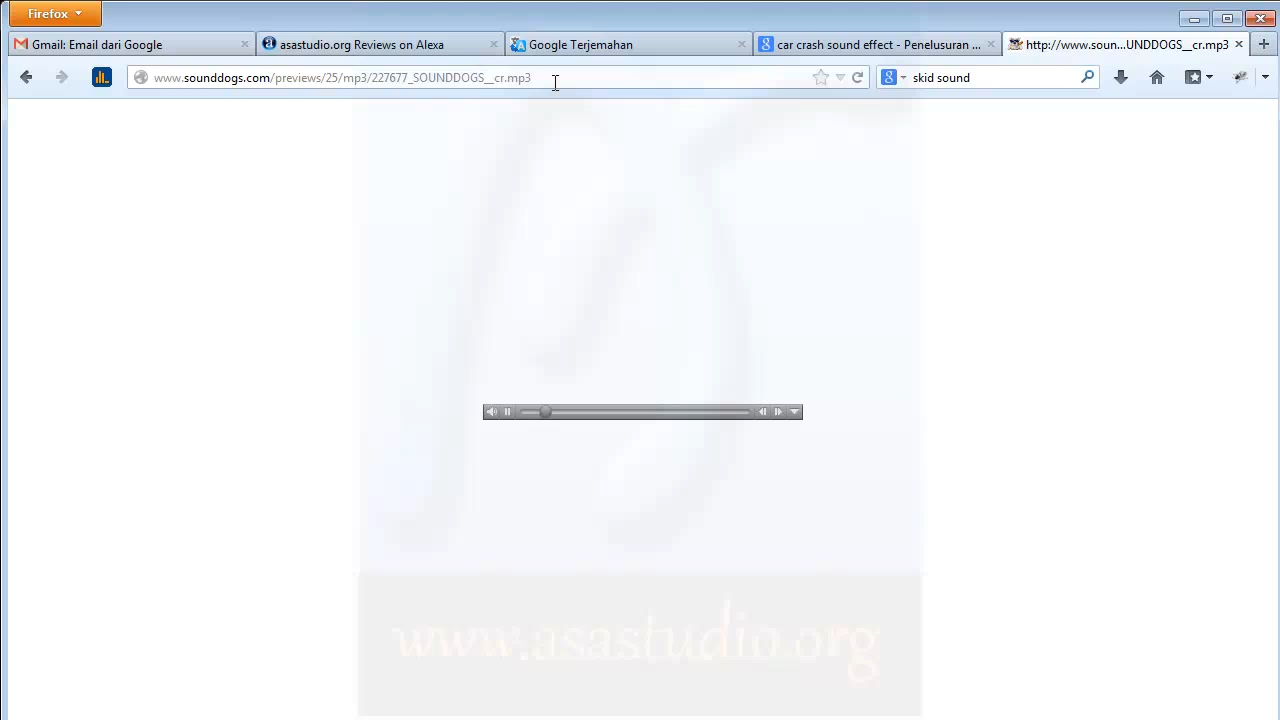 Firefox
Gmail: Email dari Google
asastudio.org Reviews on Alexa
Google Terjemahan
car crash sound effect - Penelusuran ...
http://www.soun...UNDDOGS__cr.mp3
www.sounddogs.com/previews/25/mp3/227677_SOUNDDOGS__cr.mp3
skid sound
www.asastudio.org